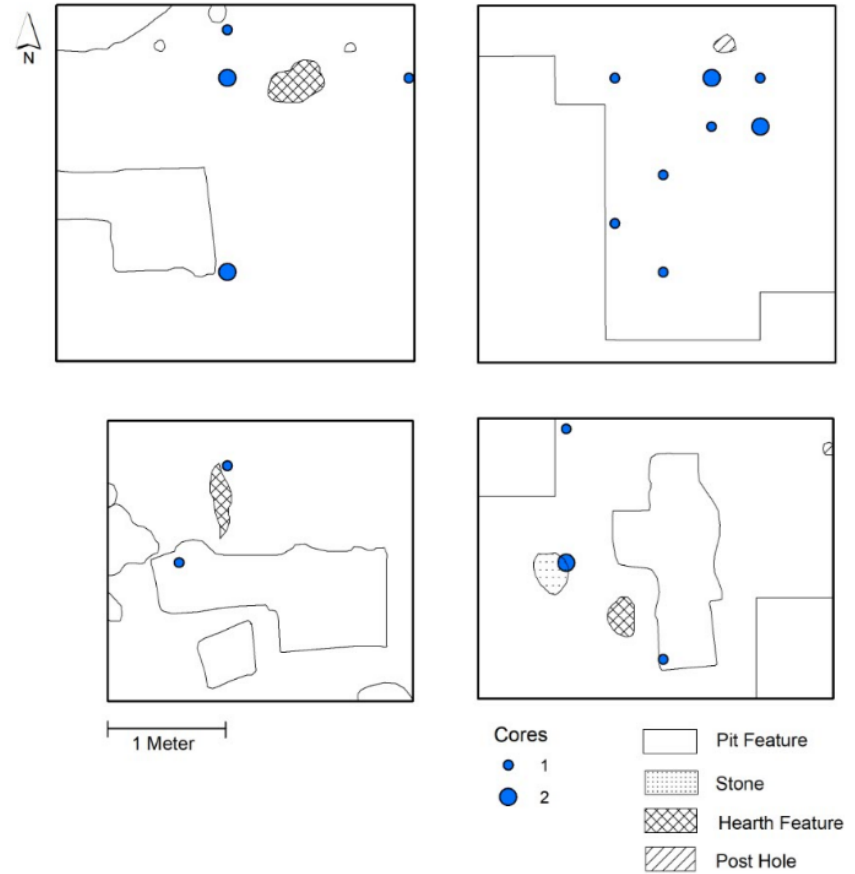 N
1 Meter
Cores
1
2
Pit Feature
Stone
Hearth Feature
Post Hole